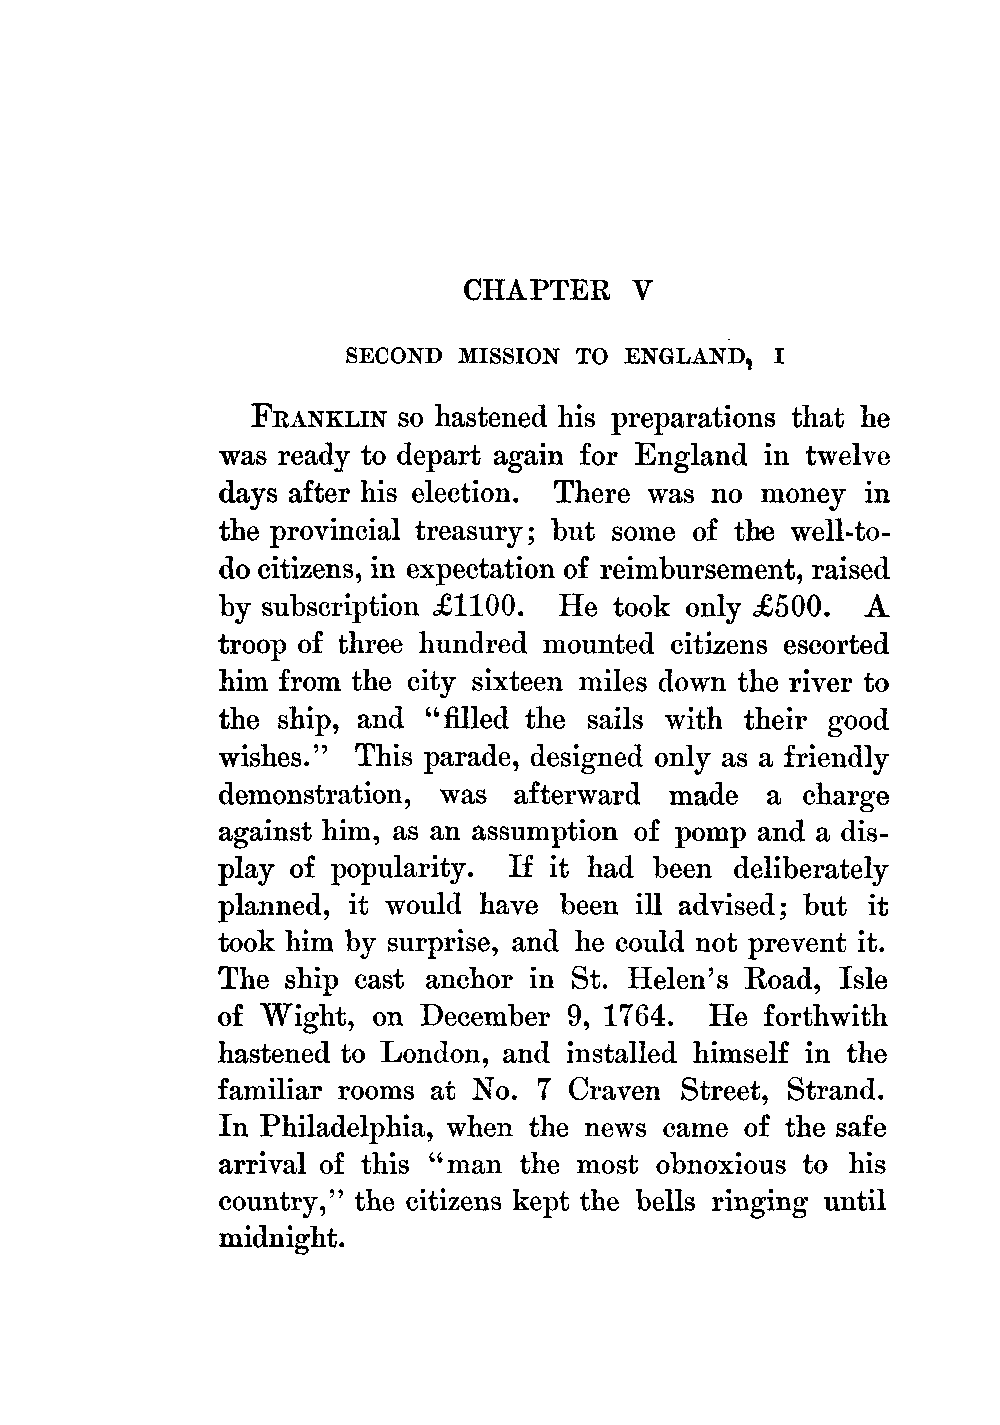 CHAPTER V
SECOND MISSION TO ENGLAND, I
FRANKLIN so hastened his preparations that he
was ready to depart again for England in twelve
days after his election. There was no money in
the provincial treasury; but some of the well-to-
do citizens, in expectation of reimbursement, raised
by subscription £1100. He took only £500. A
troop of three hundred mounted citizens escorted
him from the city sixteen miles down the river to
the ship, and “filled the sails with their good
wishes.” This parade, designed only as a friendly
demonstration, was afterward made a charge
against him, as an assumption of pomp and a dis-
play of popularity. If it had been deliberately
planned, it would have been ill advised; but it
took him by surprise, and he could not prevent it.
The ship cast anchor in St. Helen’s Road, Isle
of Wight, on December 9, 1764. He forthwith
hastened to London, and installed himself in the
familiar rooms at No. 7 Craven Street, Strand.
In Philadelphia, when the news came of the safe
arrival of this “man the most obnoxious to his
country,” the citizens kept the bells ringing until
midnight.